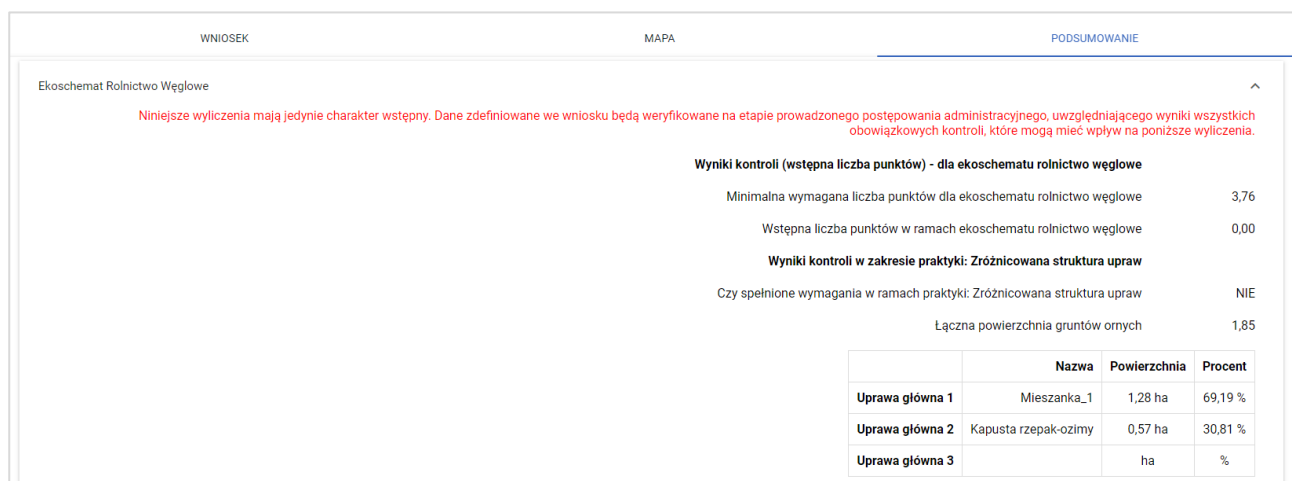 WNIOSEK MAPA PODSUMOWANIE
Ekoschemat Rolnictwo Węglowe
Niniejsze wyliczenia mają jedynie charakter wstępny. Dane zdefiniowane we wniosku będą weryfikowane na etapie prowadzonego postępowania administracyjnego, uwzględniającego wyniki wszystkich
obowiązkowych kontroli, które mogą mieć wpływ na poniższe wyliczenia.
Wyniki kontroli (wstępna liczba punktów) - dla ekoschematu rolnictwo węglowe
Minimalna wymagana liczba punktów dla ekoschematu rolnictwo węglowe 3,76
Wstępna liczba punktów w ramach ekoschematu rolnictwo węglowe 0,00
Wyniki kontroli w zakresie praktyki: Zróżnicowana struktura upraw
Czy spełnione wymagania w ramach praktyki: Zróżnicowana struktura upraw NIE
Łączna powierzchnia gruntów ornych 1,85
Nazwa Powierzchnia Procent
Uprawa główna 1 Mieszanka_1 1,28 ha 69,19 %
Uprawa główna 2 Kapusta rzepak-ozimy 0,57 ha 30,81 %
Uprawa główna 3 ha %